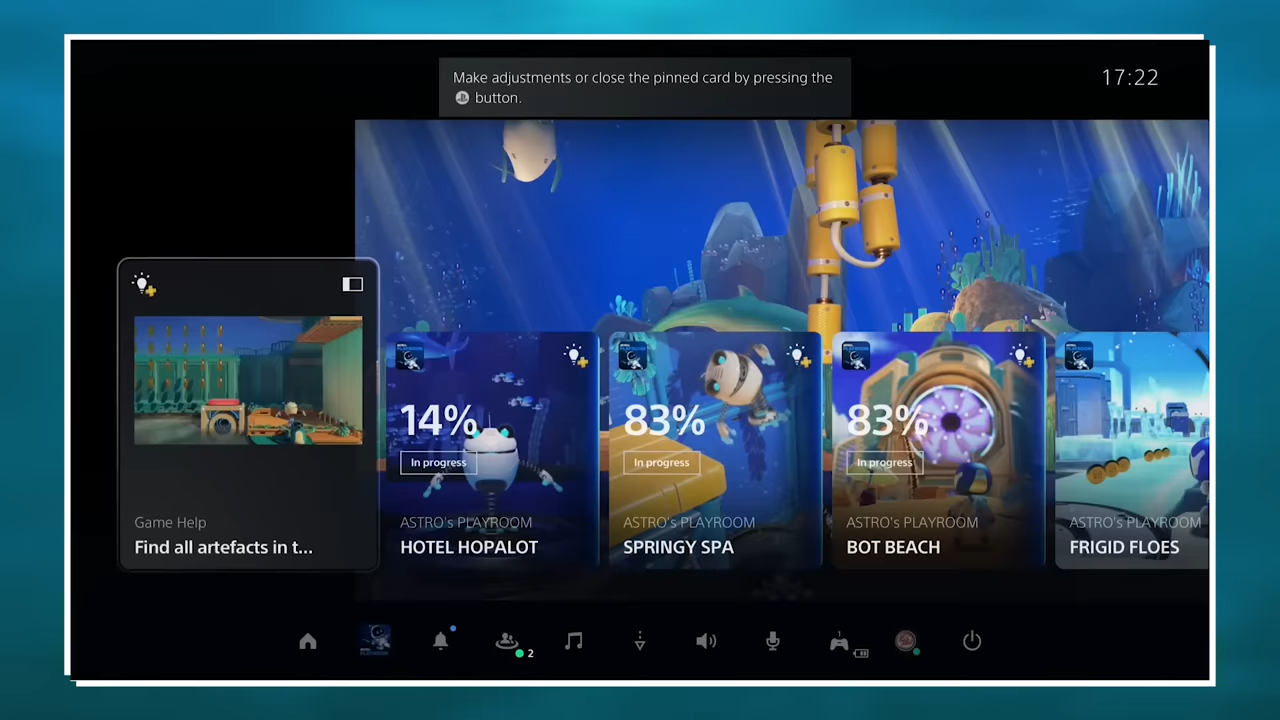 Make adjustments or close the pinned card by pressing the
button.
17:22
Game Help
Find all artefacts in t...
14%
In progress
ASTRO's PLAYROOM
HOTEL HOPALOT
83%
In progress
ASTRO's PLAYROOM
SPRINGY SPA
83%
In progress
ASTRO's PLAYROOM
BOT BEACH
ASTRO's PLAYROOM
FRIGID FLOES
2
1